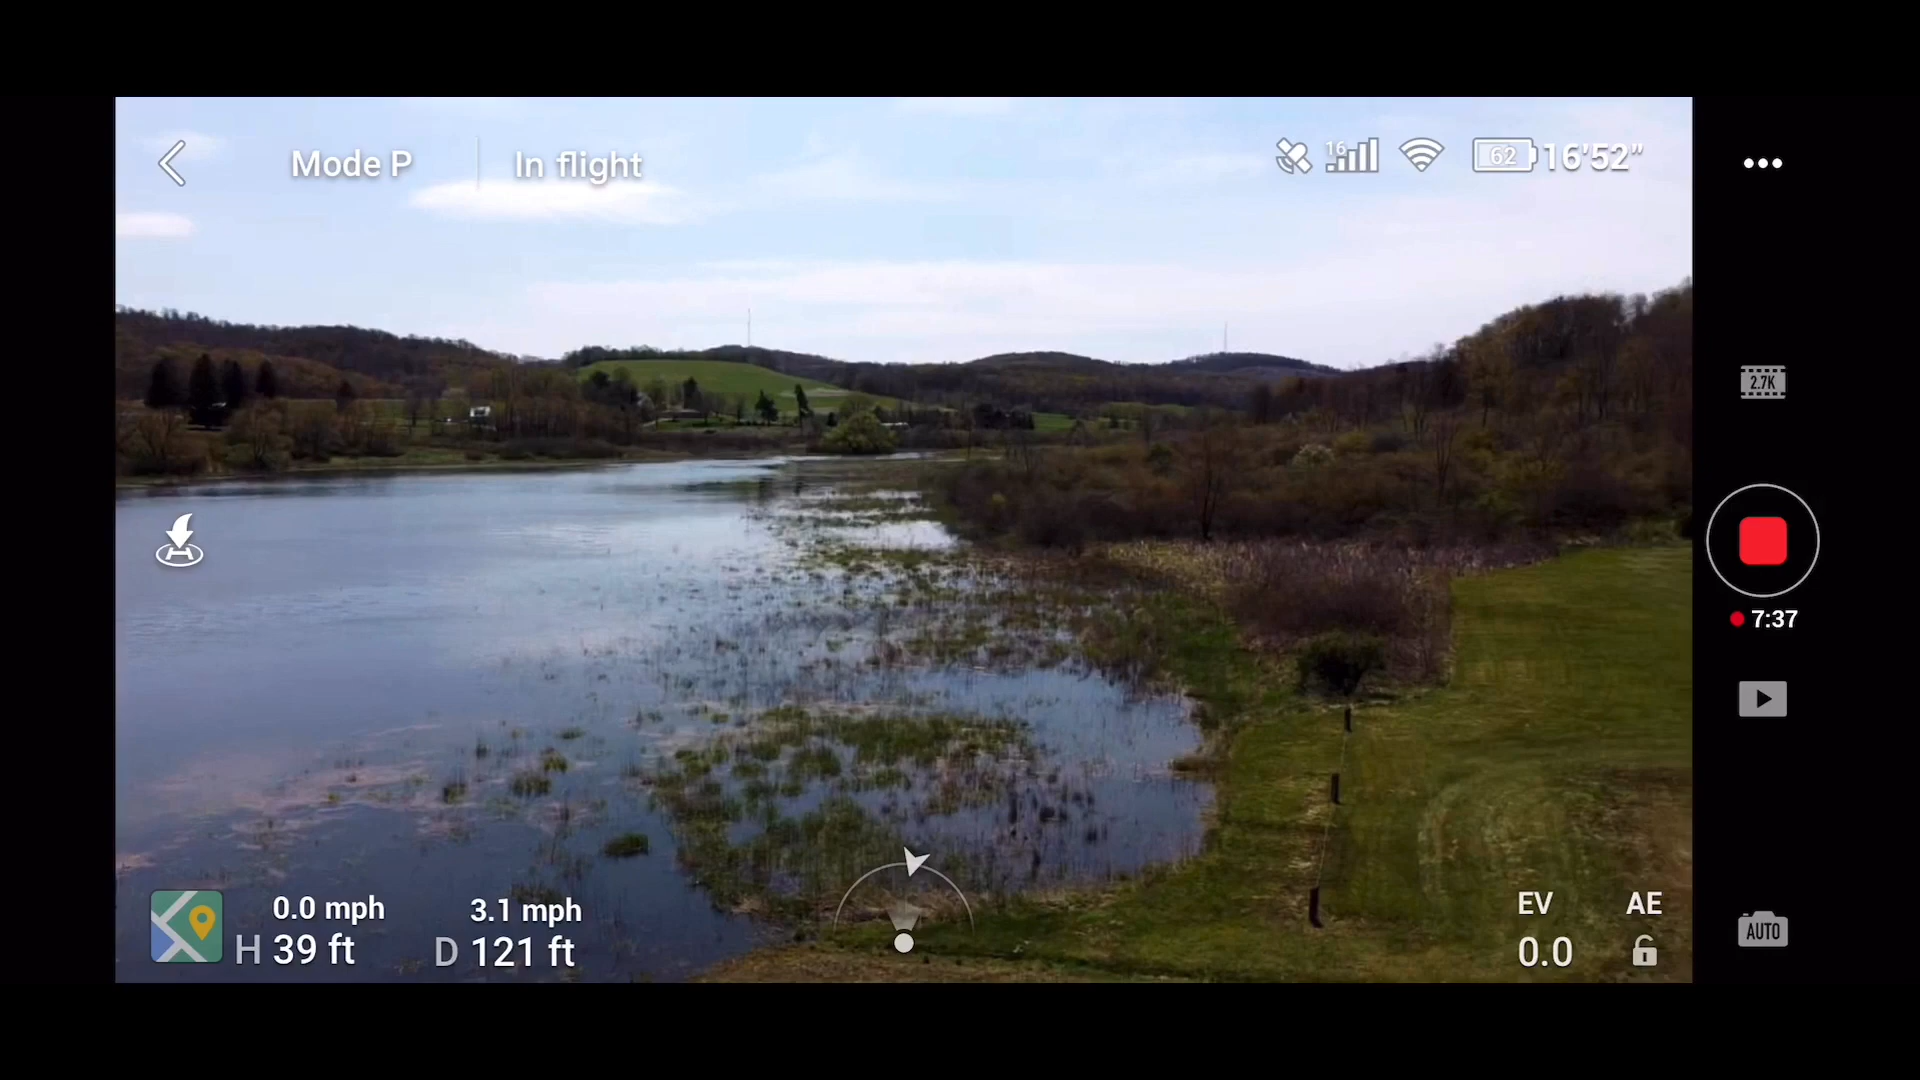 Mode P
In flight
16
62
16'52”
2.7K
7:37
0.0 mph
3.1 mph
H 39 ft
D 121 ft
EV
AE
0.0
AUTO